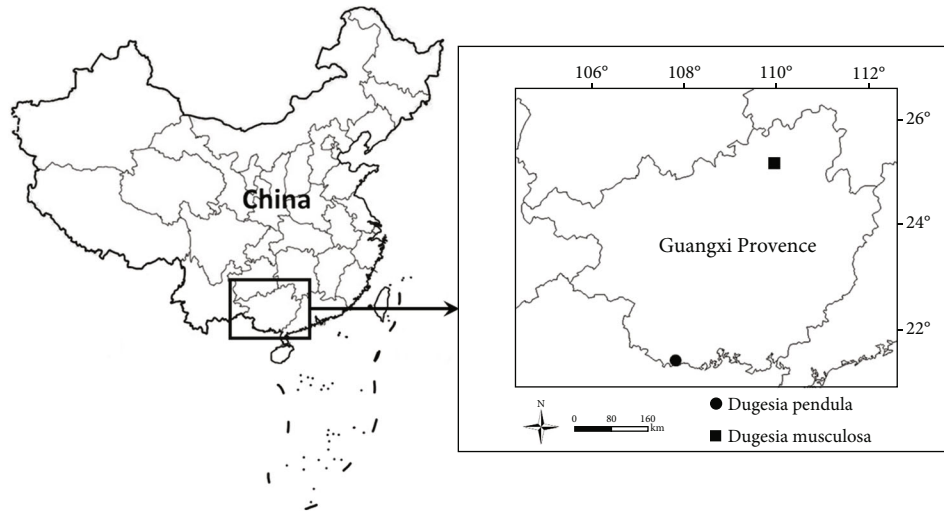 China
106° 108° 110° 112°
26°
24°
22°
Guangxi Provence
N
0 80 160
km
Dugesia pendula
Dugesia musculosa